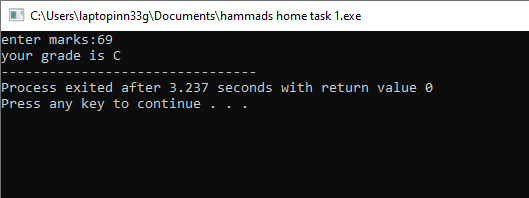 C:\Users\laptopinn33g\Documents\hammads home task 1.exe
enter marks:69
your grade is C
--------------------------------
Process exited after 3.237 seconds with return value 0
Press any key to continue . . .